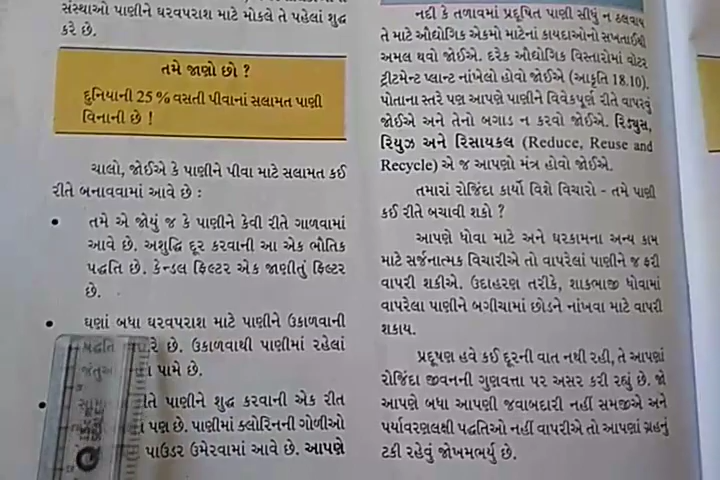 સંસ્થાઓ પાણીને ઘરવપરાશ માટે મોકલે તે પહેલાં શુદ્ધ
કરે છે.
તમે જાણો છો ?
દુનિયાની 25 % વસતી પીવાનાં સલામત પાણી
વિનાની છે !
ચાલો, જોઈએ કે પાણીને પીવા માટે સલામત કઈ
રીતે બનાવવામાં આવે છે :
• તમે એ જોયું જ કે પાણીને કેવી રીતે ગાળવામાં
આવે છે. અશુદ્ધિ દૂર કરવાની આ એક ભૌતિક
પદ્ધતિ છે. કેન્ડલ ફિલ્ટર એક જાણીતું ફિલ્ટર
છે.
• ઘણાં બધા ઘરવપરાશ માટે પાણીને ઉકાળવાની
પદ્ધતિ છે. ઉકાળવાથી પાણીમાં રહેલાં
પામે છે.
• પાણીને શુદ્ધ કરવાની એક રીત
પણ છે. પાણીમાં ક્લોરિનની ગોળીઓ
પાઉડર ઉમેરવામાં આવે છે. આપણે
નદી કે તળાવમાં પ્રદૂષિત પાણી સીધું ન ઠલવાય
તે માટે ઔદ્યોગિક એકમો માટેનાં કાયદાઓનો સખતાઈથી
અમલ થવો જોઈએ. દરેક ઔદ્યોગિક વિસ્તારોમાં વૉટર
ટ્રીટમેન્ટ પ્લાન્ટ નાંખેલો હોવો જોઈએ (આકૃતિ 18.10).
પોતાના સ્તરે પણ આપણે પાણીને વિવેકપૂર્ણ રીતે વાપરવું
જોઈએ અને તેનો બગાડ ન કરવો જોઈએ. રિડ્યુસ,
રિયુઝ અને રિસાયકલ (Reduce, Reuse and
Recycle) એ જ આપણો મંત્ર હોવો જોઈએ.
તમારાં રોજિંદા કાર્યો વિશે વિચારો - તમે પાણી
કઈ રીતે બચાવી શકો ?
આપણે ધોવા માટે અને ઘરકામના અન્ય કામ
માટે સર્જનાત્મક વિચારીએ તો વાપરેલાં પાણીને જ ફરી
વાપરી શકીએ. ઉદાહરણ તરીકે, શાકભાજી ધોવામાં
વાપરેલા પાણીને બગીચામાં છોડને નાંખવા માટે વાપરી
શકાય.
પ્રદૂષણ હવે કઈ દૂરની વાત નથી રહી, તે આપણાં
રોજિંદા જીવનની ગુણવત્તા પર અસર કરી રહ્યું છે. જો
આપણે બધા આપણી જવાબદારી નહીં સમજીએ અને
પર્યાવરણલક્ષી પદ્ધતિઓ નહીં વાપરીએ તો આપણાં ગ્રહનું
ટકી રહેવું જોખમભર્યુ છે.